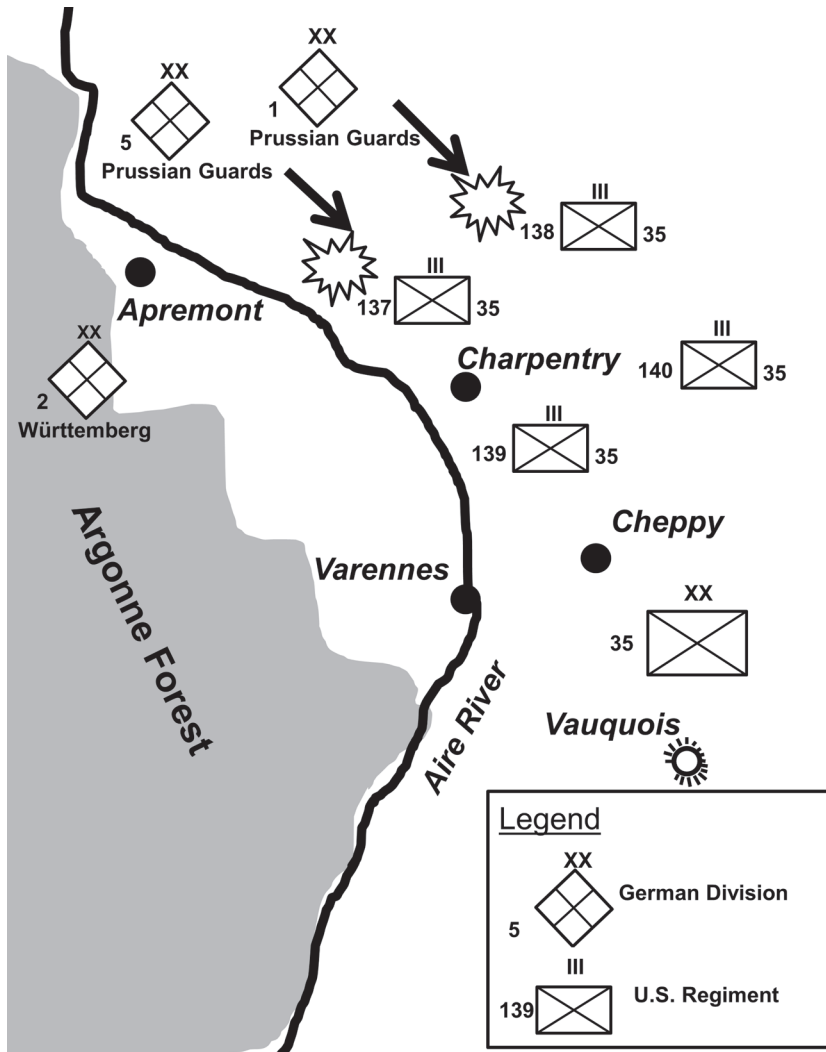 XX
1
Prussian Guards
XX
5
Prussian Guards
III
138
35
III
137
35
Apremont
XX
2
Württemberg
Charpentry
III
140
35
III
139
35
Argonne Forest
Cheppy
Varennes
XX
35
Aire River
Vauquois
Legend
XX
5
German Division
III
139
U.S. Regiment